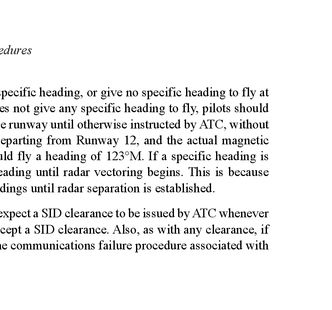 pecific heading, or give no specific heading to fly at
not give any specific heading to fly, pilots should
runway until otherwise instructed by ATC, without
eparting from Runway 12, and the actual magnetic
fly a heading of 123°M. If a specific heading is
eading until radar vectoring begins. This is because
dings until radar separation is established.
expect a SID clearance to be issued by ATC whenever
cept a SID clearance. Also, as with any clearance, if
communications failure procedure associated with